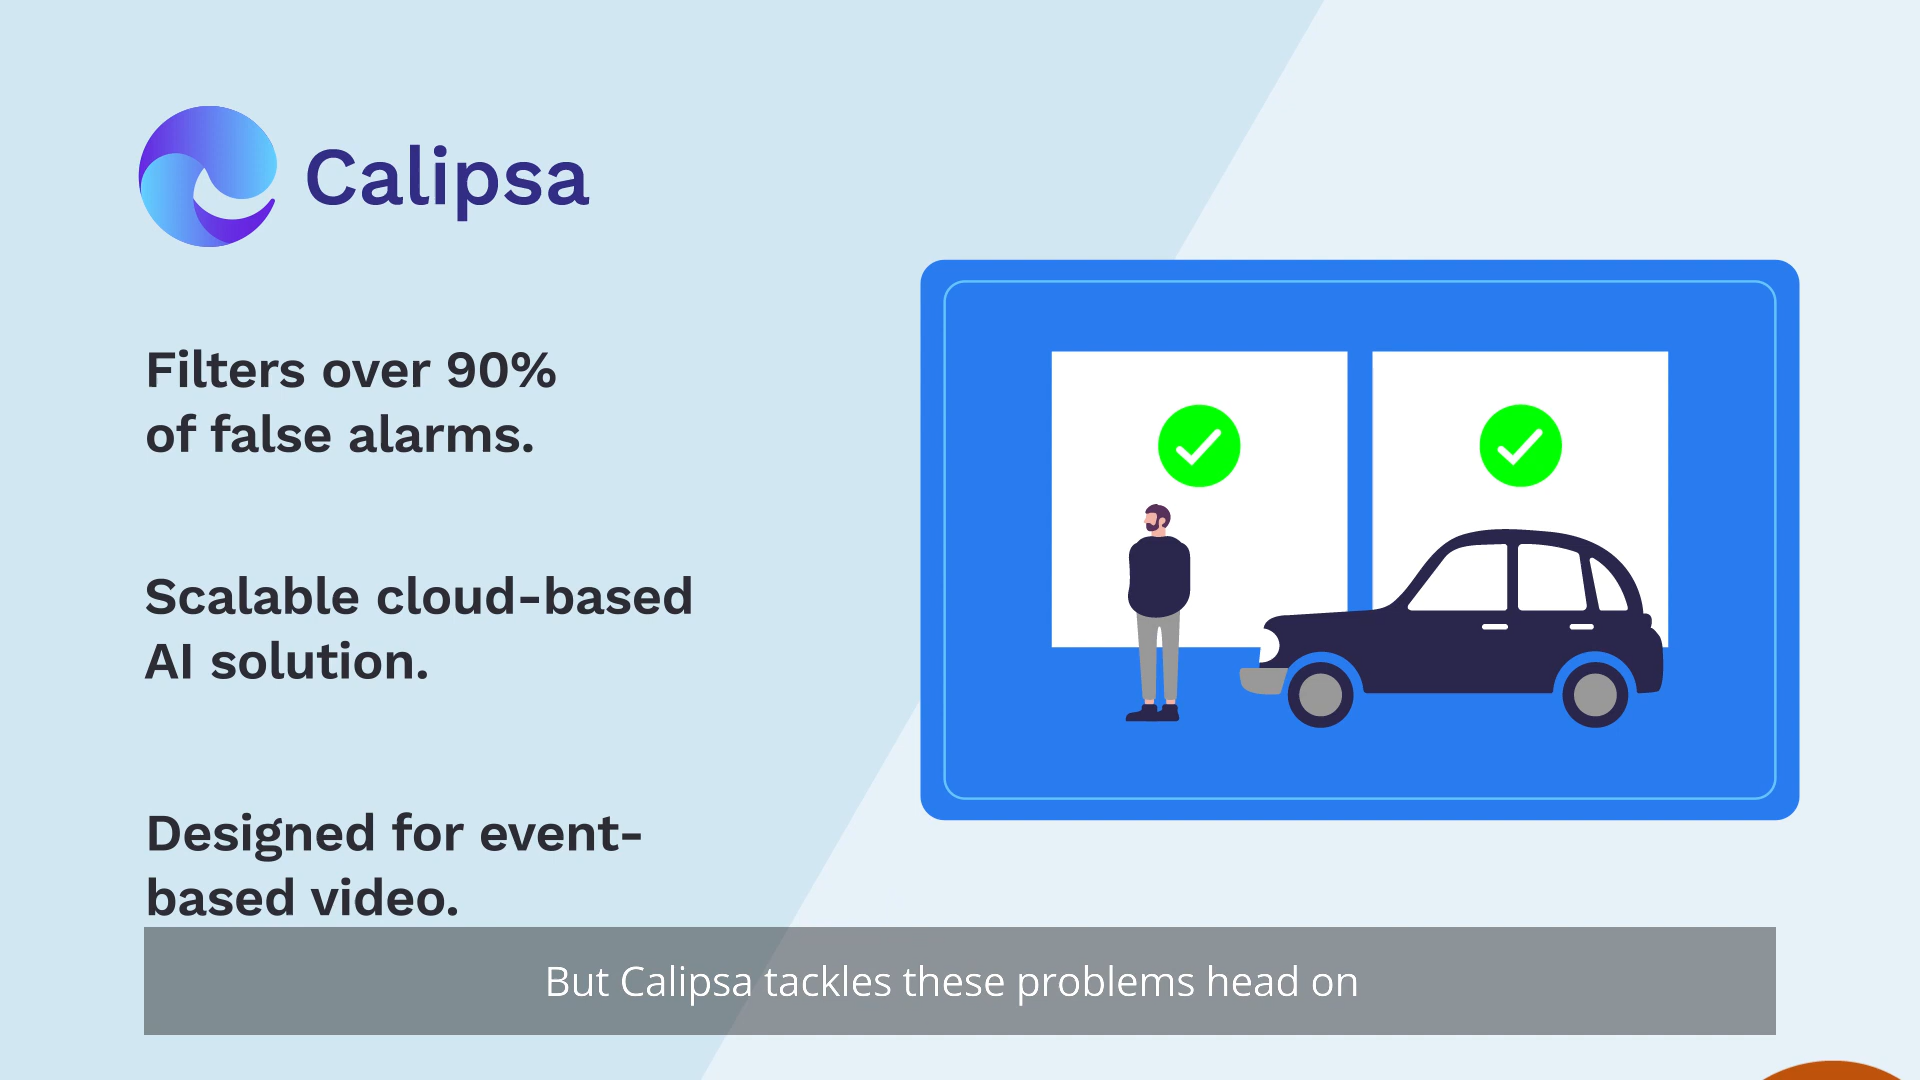 Calipsa
Filters over 90%
of false alarms.
Scalable cloud-based
AI solution.
Designed for event-
based video.
But Calipsa tackles these problems head on